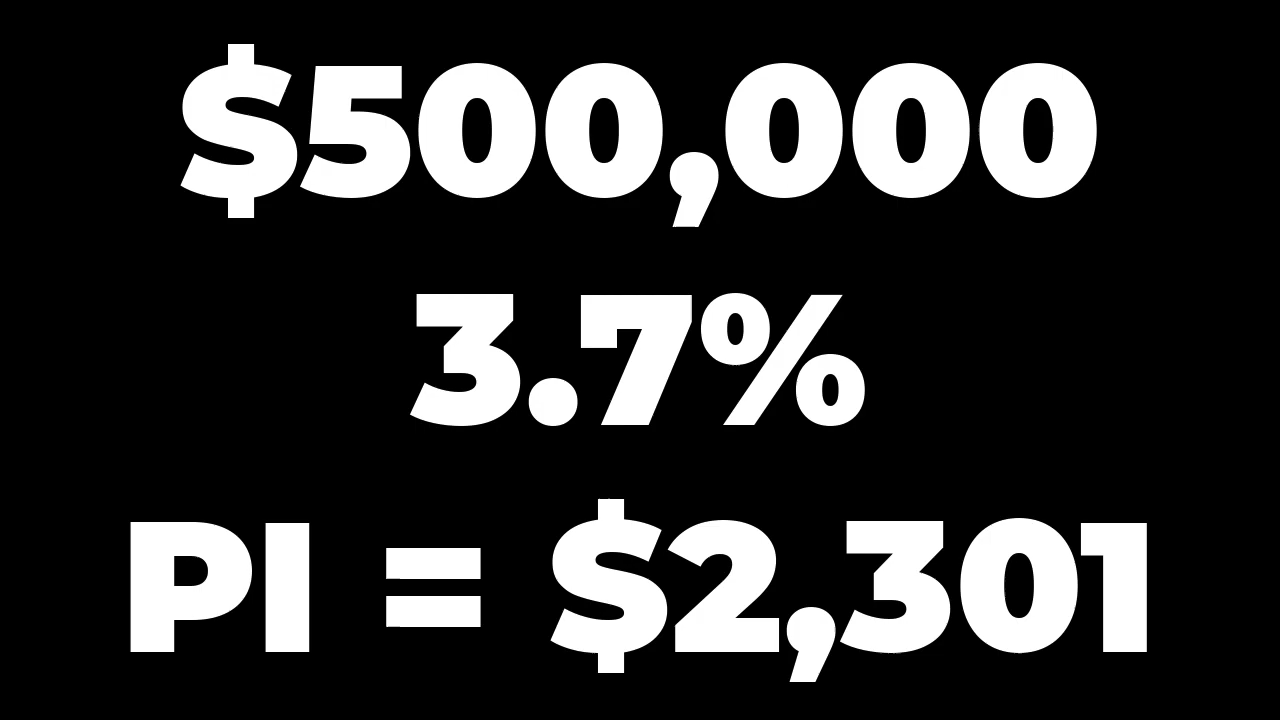 $500,000
3.7%
PI = $2,301